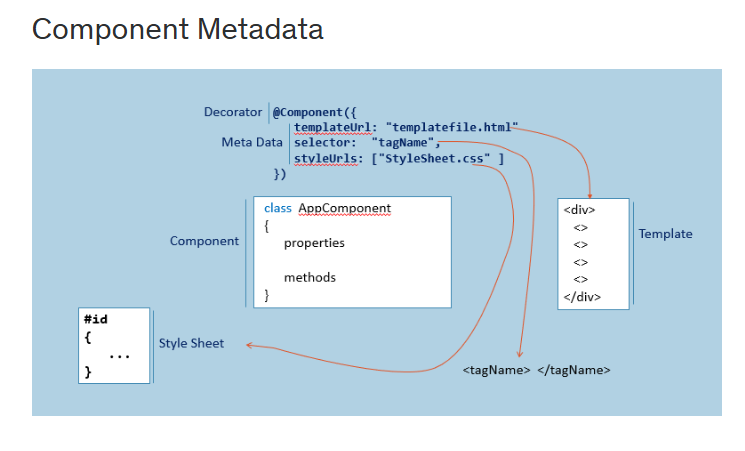 Component Metadata
Decorator @Component({
templateUrl: "templatefile.html"
Meta Data selector: "tagName",
styleUrls: ["StyleSheet.css" ]
})
class AppComponent
{
properties
methods
}
Component
<div>
<>
<>
<>
<>
</div>
Template
#id
{
...
}
Style Sheet
<tagName> </tagName>